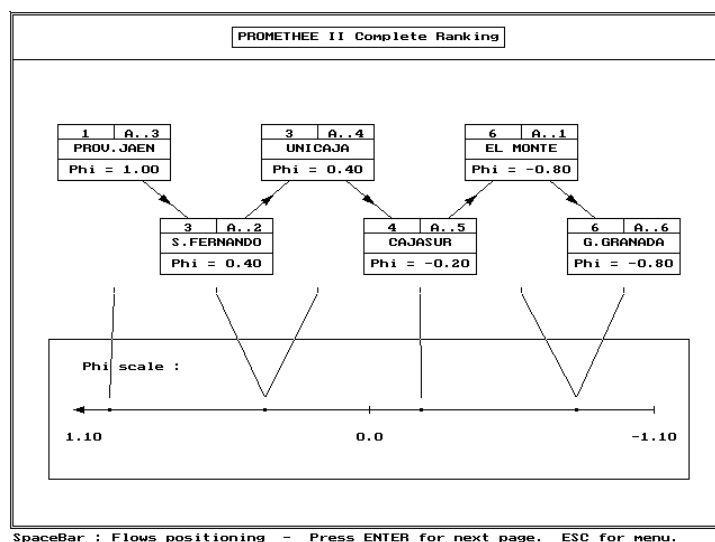 PROMETHEE II Complete Ranking
1 A..3
PROV.JAEN
Phi = 1.00
3 A..4
UNICAJA
Phi = 0.40
6 A..1
EL MONTE
Phi = -0.80
3 A..2
S.FERNANDO
Phi = 0.40
4 A..5
CAJASUR
Phi = -0.20
6 A..6
G.GRANADA
Phi = -0.80
Phi scale :
1.10 0.0 -1.10
SpaceBar : Flows positioning - Press ENTER for next page. ESC for menu.